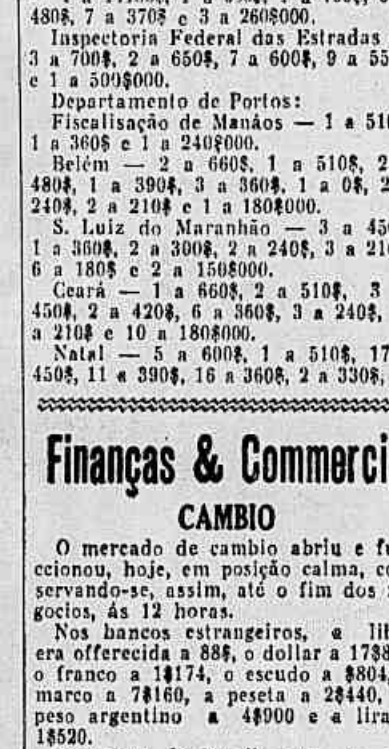 480$, 7 a 370$ e 3 a 260$000.
Inspectoria Federal das Estradas
3 a 700$, 2 a 650$, 7 a 600$, 9 a 55
e 1 a 500$000.
Departamento de Portos:
Fiscalisação de Manáos — 1 a 510
1 a 360$ e 1 a 240$000.
Belém — 2 a 660$, 1 a 510$, 2
480$, 1 a 390$, 3 a 360$, 1 a 0$, 2
240$, 2 a 210$ e 1 a 180$000.
S. Luiz do Maranhão — 3 a 450
1 a 360$, 2 a 300$, 2 a 240$, 3 a 210
6 a 180$ e 2 a 150$000.
Ceará — 1 a 660$, 2 a 510$, 3
450$, 2 a 420$, 6 a 360$, 3 a 240$,
a 210$ e 10 a 180$000.
Natal — 5 a 600$, 1 a 510$, 17
450$, 11 a 390$, 16 a 360$, 2 a 330$,
Finanças & Commerci
CAMBIO
O mercado de cambio abriu e fu
ccionou, hoje, em posição calma, co
servando-se, assim, até o fim dos
gocios, ás 12 horas.
Nos bancos estrangeiros, a lib
era offerecida a 88$, o dollar a 17$8
o franco a 1$174, o escudo a $804,
marco a 7$160, a peseta a 2$440,
peso argentino a 4$900 e a lira
1$520.